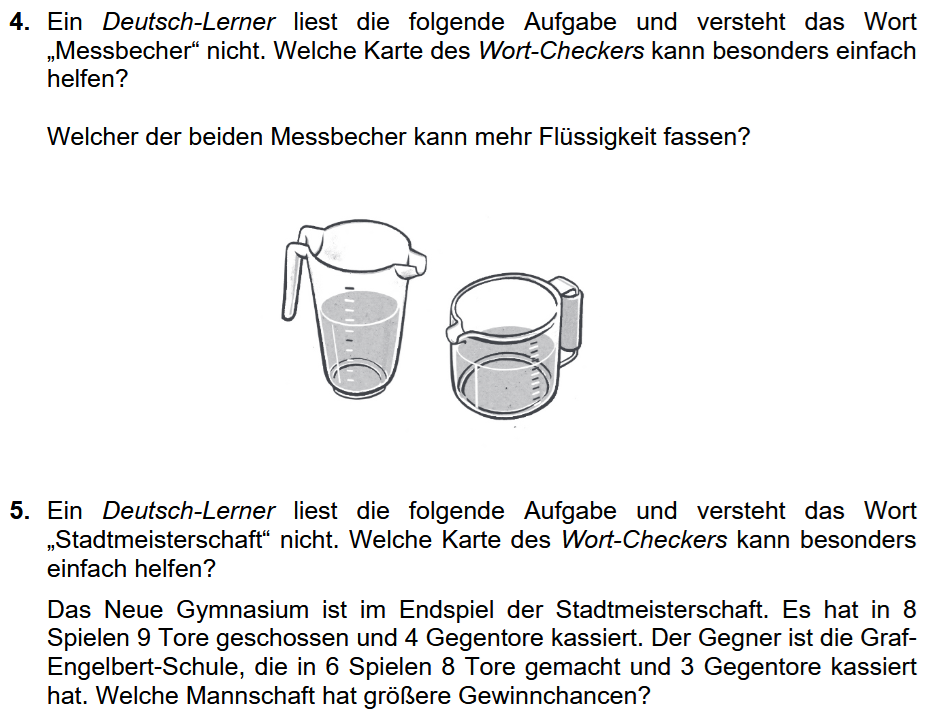 4. Ein Deutsch-Lerner liest die folgende Aufgabe und versteht das Wort
„Messbecher“ nicht. Welche Karte des Wort-Checkers kann besonders einfach
helfen?
Welcher der beiden Messbecher kann mehr Flüssigkeit fassen?
5. Ein Deutsch-Lerner liest die folgende Aufgabe und versteht das Wort
„Stadtmeisterschaft“ nicht. Welche Karte des Wort-Checkers kann besonders
einfach helfen?
Das Neue Gymnasium ist im Endspiel der Stadtmeisterschaft. Es hat in 8
Spielen 9 Tore geschossen und 4 Gegentore kassiert. Der Gegner ist die Graf-
Engelbert-Schule, die in 6 Spielen 8 Tore gemacht und 3 Gegentore kassiert
hat. Welche Mannschaft hat größere Gewinnchancen?